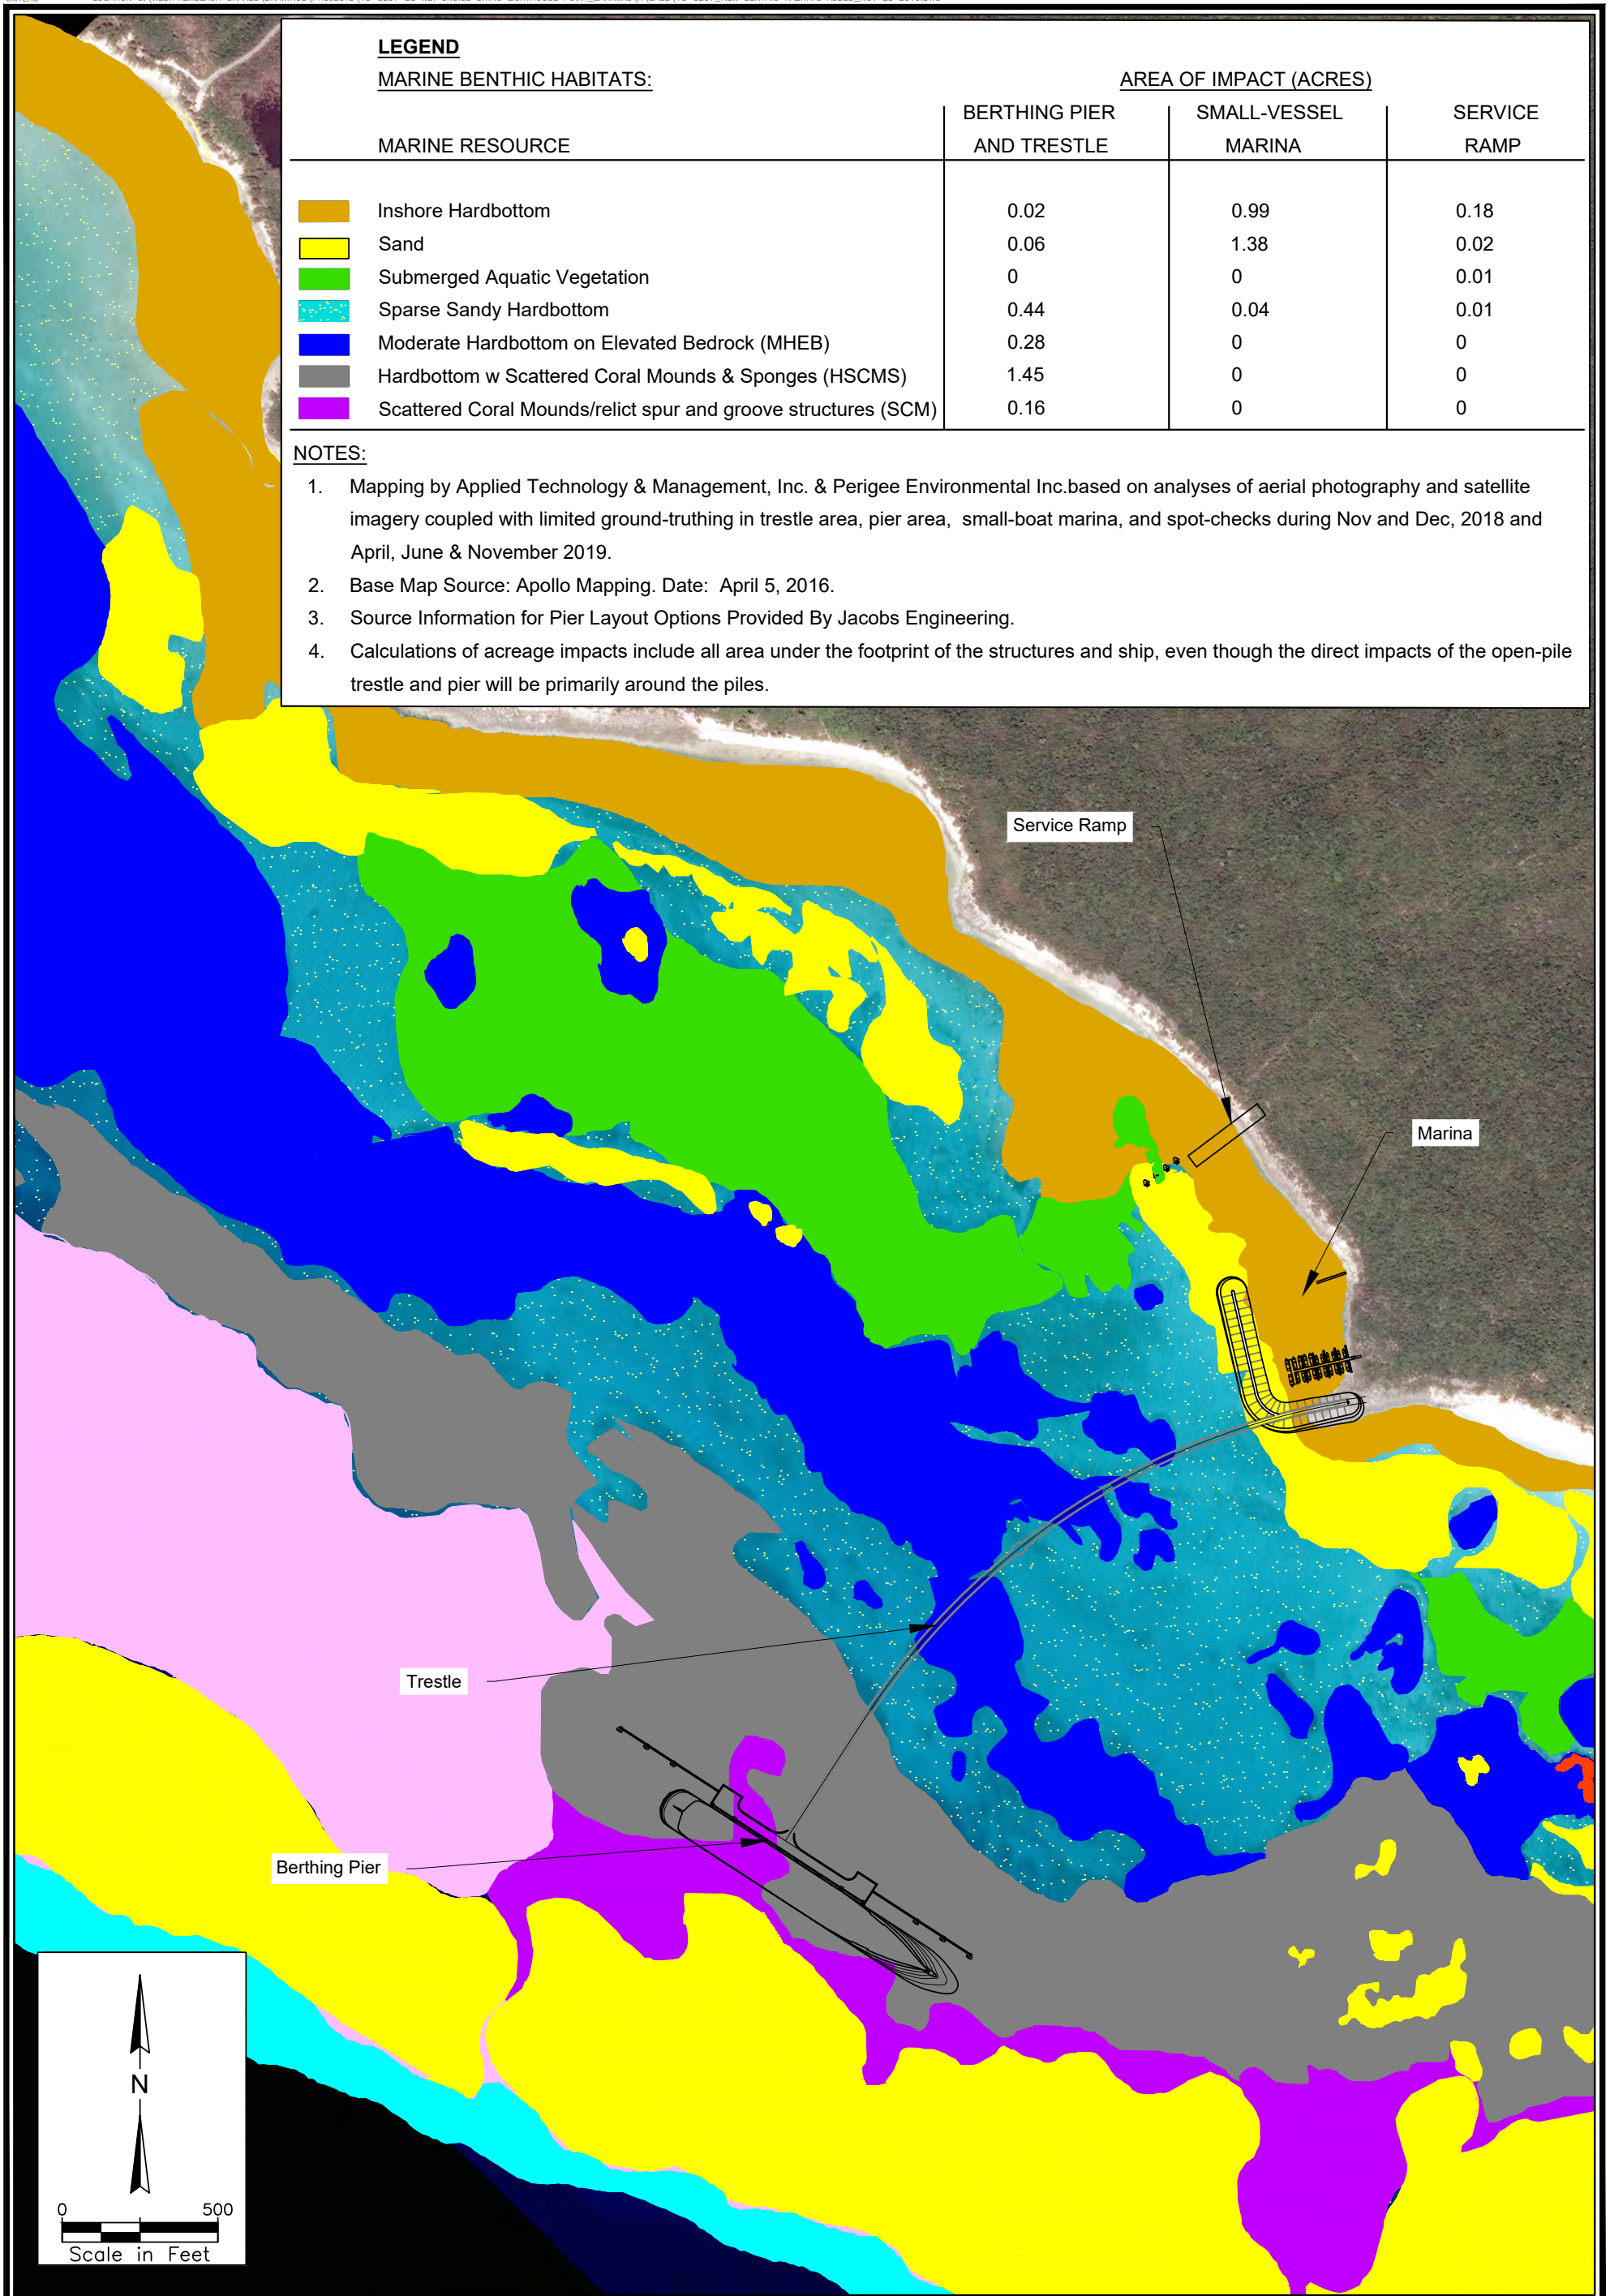 LEGEND
MARINE BENTHIC HABITATS: AREA OF IMPACT (ACRES)
BERTHING PIER SMALL-VESSEL SERVICE
MARINE RESOURCE AND TRESTLE MARINA RAMP
Inshore Hardbottom 0.02 0.99 0.18
Sand 0.06 1.38 0.02
Submerged Aquatic Vegetation 0 0 0.01
Sparse Sandy Hardbottom 0.44 0.04 0.01
Moderate Hardbottom on Elevated Bedrock (MHEB) 0.28 0 0
Hardbottom w Scattered Coral Mounds & Sponges (HSCMS) 1.45 0 0
Scattered Coral Mounds/relict spur and groove structures (SCM) 0.16 0 0
NOTES:
1. Mapping by Applied Technology & Management, Inc. & Perigee Environmental Inc.based on analyses of aerial photography and satellite
imagery coupled with limited ground-truthing in trestle area, pier area, small-boat marina, and spot-checks during Nov and Dec, 2018 and
April, June & November 2019.
2. Base Map Source: Apollo Mapping. Date: April 5, 2016.
3. Source Information for Pier Layout Options Provided By Jacobs Engineering.
4. Calculations of acreage impacts include all area under the footprint of the structures and ship, even though the direct impacts of the open-pile
trestle and pier will be primarily around the piles.
Service Ramp
Marina
Trestle
Berthing Pier
N
0 500
Scale in Feet